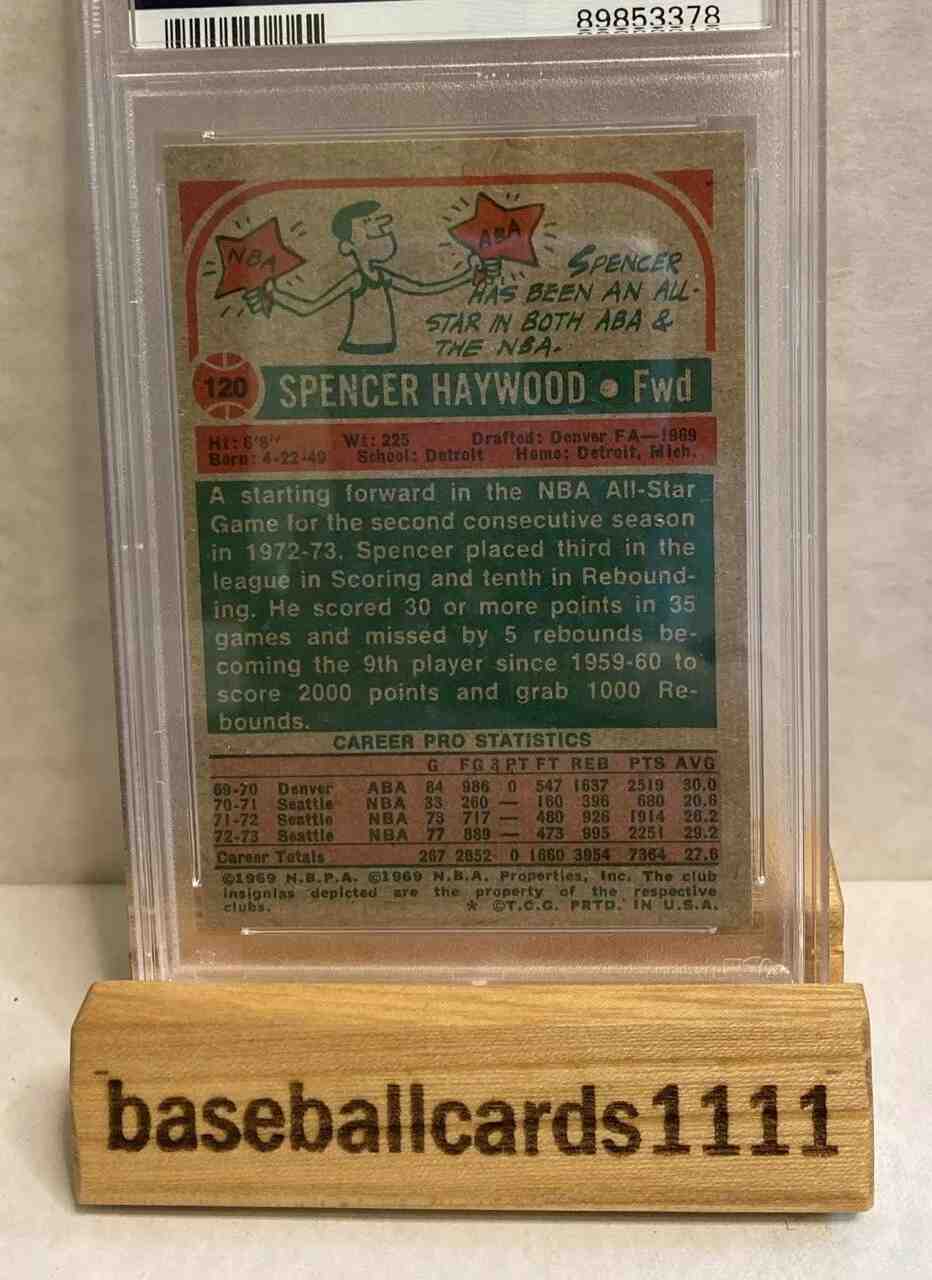 89853378
NBA
ABA
SPENCER
HAS BEEN AN ALL-
STAR IN BOTH ABA &
THE NBA.
120 SPENCER HAYWOOD • Fwd
Ht: 6'8" Wt: 225 Drafted: Denver FA—1969
Born: 4-22-49 School: Detroit Home: Detroit, Mich.
A starting forward in the NBA All-Star
Game for the second consecutive season
in 1972-73, Spencer placed third in the
league in Scoring and tenth in Rebound-
ing. He scored 30 or more points in 35
games and missed by 5 rebounds be-
coming the 9th player since 1959-60 to
score 2000 points and grab 1000 Re-
bounds.
CAREER PRO STATISTICS
G FG 3 PT FT REB PTS AVG
69-70 Denver ABA 84 986 0 547 1637 2519 30.0
70-71 Seattle NBA 33 260 — 160 396 680 20.6
71-72 Seattle NBA 73 717 — 480 926 1914 26.2
72-73 Seattle NBA 77 889 — 473 995 2251 29.2
Career Totals 267 2852 0 1660 3954 7364 27.6
©1969 N.B.P.A. ©1969 N.B.A. Properties, Inc. The club
insignias depicted are the property of the respective
clubs. * ©T.C.G. PRTD. IN U.S.A.
baseballcards1111